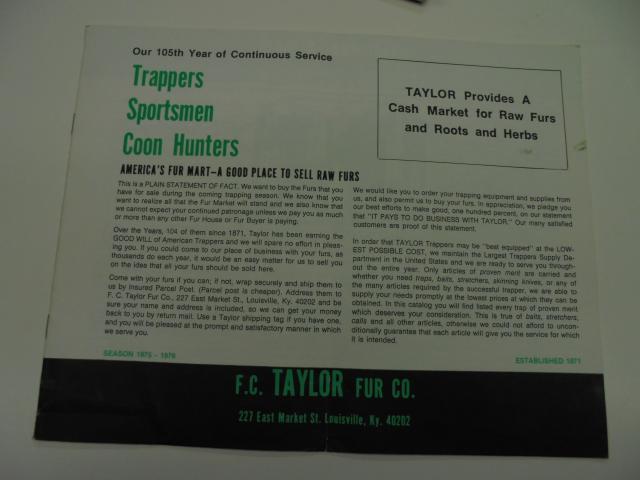 Our 105th Year of Continuous Service
Trappers
Sportsmen
Coon Hunters
TAYLOR Provides A
Cash Market for Raw Furs
and Roots and Herbs
AMERICA'S FUR MART—A GOOD PLACE TO SELL RAW FURS
This is a PLAIN STATEMENT OF FACT. We want to buy the Furs that you
have for sale during the coming trapping season. We know that you
want to realize all that the Fur Market will stand and we also know that
we cannot expect your continued patronage unless we pay you as much
or more than any other Fur House or Fur Buyer is paying.
Over the Years, 104 of them since 1871, Taylor has been earning the
GOOD WILL of American Trappers and we will spare no effort in pleas-
ing you. If you could come to our place of business with your furs, as
thousands do each year, it would be an easy matter for us to sell you
on the idea that all your furs should be sold here.
Come with your furs if you can; if not, wrap securely and ship them to
us by Insured Parcel Post. (Parcel post is cheaper). Address them to
F. C. Taylor Fur Co., 227 East Market St., Louisville, Ky. 40202 and be
sure your name and address is included, so we can get your money
back to you by return mail. Use a Taylor shipping tag if you have one,
and you will be pleased at the prompt and satisfactory manner in which
we serve you.
We would like you to order your trapping equipment and supplies from
us, and also permit us to buy your furs. In appreciation, we pledge you
our best efforts to make good, one hundred percent, on our statement
that "IT PAYS TO DO BUSINESS WITH TAYLOR." Our many satisfied
customers are proof of this statement.
In order that TAYLOR Trappers may be "best equipped" at the LOW-
EST POSSIBLE COST, we maintain the Largest Trappers Supply De-
partment in the United States and we are ready to serve you through-
out the entire year. Only articles of proven merit are carried and
whether you need traps, baits, stretchers, skinning knives, or any of
the many articles required by the successful trapper, we are able to
supply your needs promptly at the lowest prices at which they can be
obtained. In this catalog you will find listed every trap of proven merit
which deserves your consideration. This is true of baits, stretchers,
calls and all other articles, otherwise we could not afford to uncon-
ditionally guarantee that each article will give you the service for which
it is intended.
SEASON 1975 - 1976
ESTABLISHED 1871
F.C. TAYLOR FUR CO.
227 East Market St. Louisville, Ky. 40202